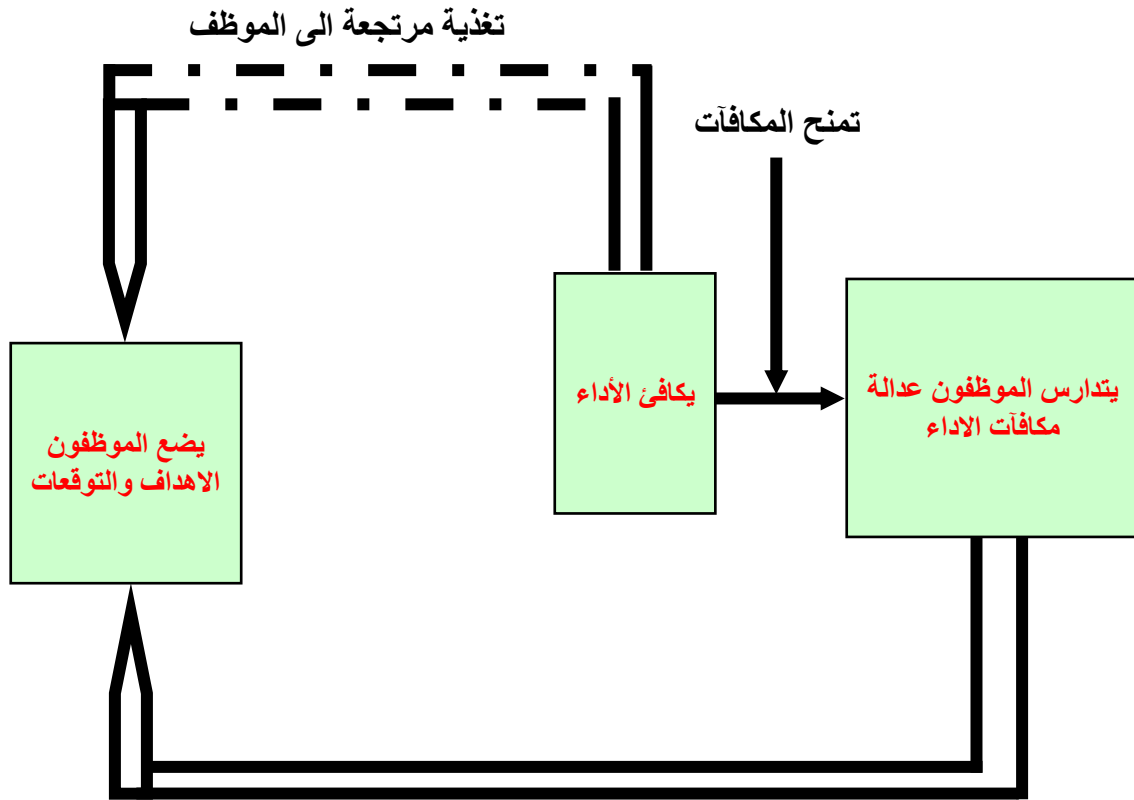 تغذية مرتجعة الى الموظف
تمنح المكافآت
يتدارس الموظفون عدالة
مكافآت الاداء
يكافئ الأداء
يضع الموظفون
الاهداف والتوقعات